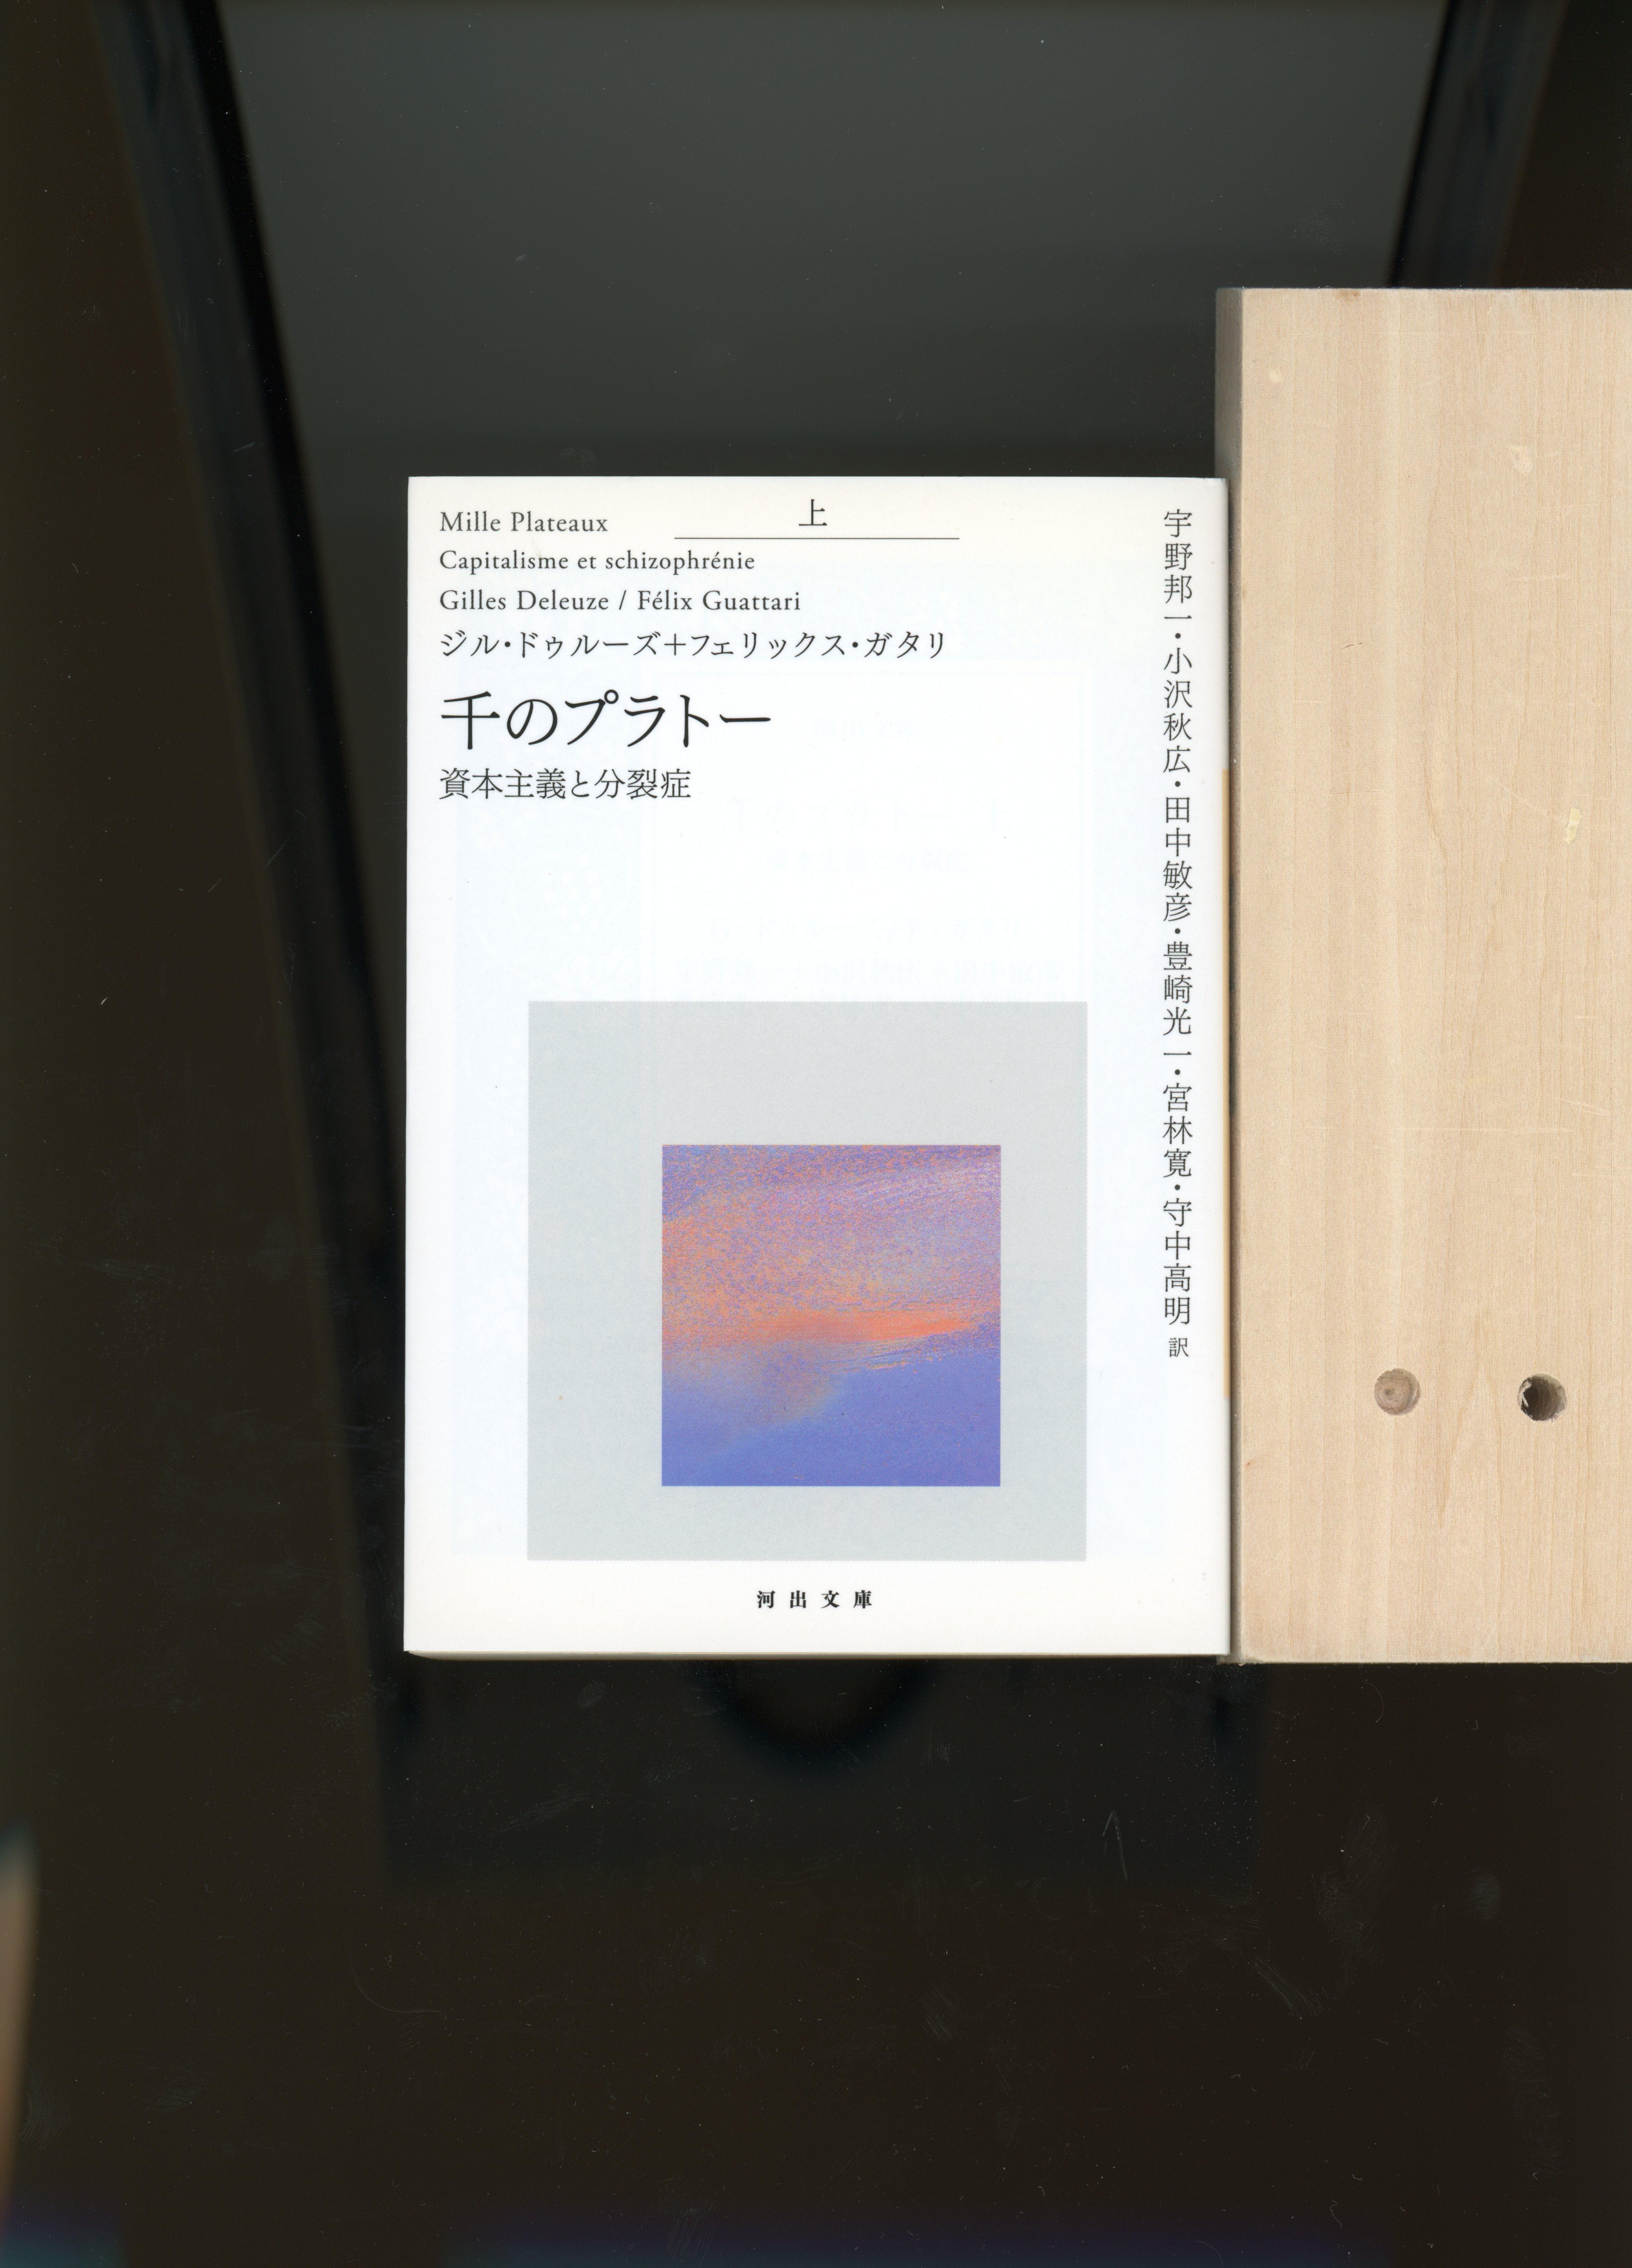 上
Mille Plateaux
Capitalisme et schizophrénie
Gilles Deleuze / Félix Guattari
ジル・ドゥルーズ＋フェリックス・ガタリ
千のプラトー
資本主義と分裂症
宇野邦一・小沢秋広・田中敏彦・豊崎光一・宮林寛・守中高明 訳
河出文庫